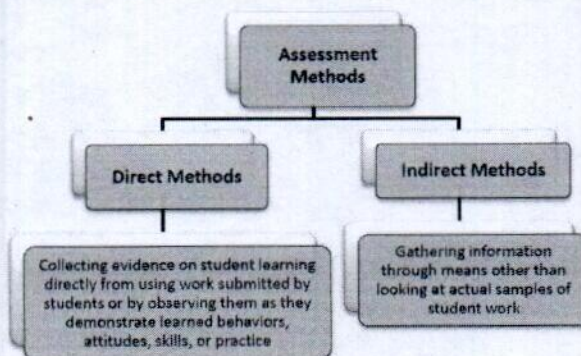 Assessment
Methods
Direct Methods
Indirect Methods
Collecting evidence on student learning
directly from using work submitted by
students or by observing them as they
demonstrate learned behaviors,
attitudes, skills, or practice
Gathering information
through means other than
looking at actual samples of
student work